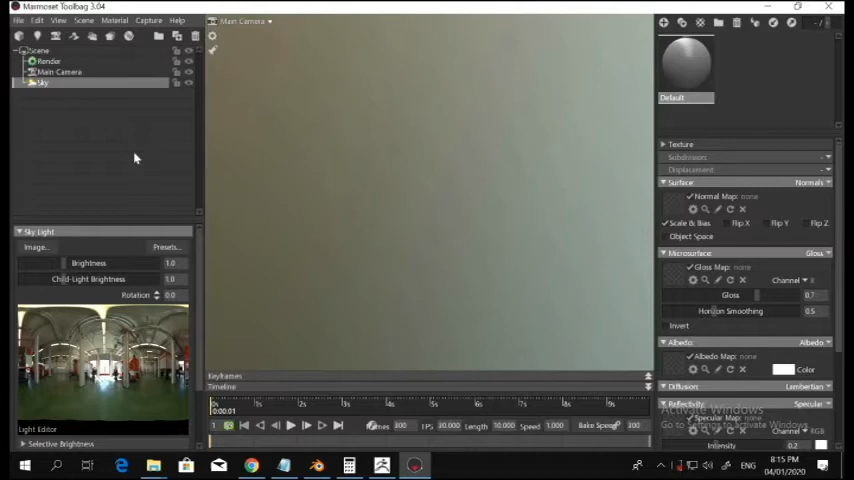 Marmoset Toolbag 3.04
File Edit View Scene Material Capture Help
Scene
Render
Main Camera
Sky
Main Camera
Default
Texture
Subdivision:
Displacement:
Surface: Normals
Normal Map: none
Scale & Bias Flip X Flip Y Flip Z
Object Space
Microsurface: Gloss
Gloss Map: none
Channel R
Gloss 0.7
Horizon Smoothing 0.5
Invert
Albedo: Albedo
Albedo Map: none
Color
Diffusion: Lambertian
Reflectivity: Specular
Specular Map: none
Channel RGB
Intensity 0.2
Activate Windows
Go to Settings to activate Windows.
Sky Light
Image... Presets...
Brightness 1.0
Child-Light Brightness 1.0
Rotation 0.0
Light Editor
Selective Brightness
Keyframes
Timeline
0s 1s 2s 3s 4s 5s 6s 7s 8s 9s
0:00.01
1 Frames 300 FPS 30.000 Length 10.000 Speed 1.000 Bake Speed 300
ENG
8:15 PM
04/01/2020